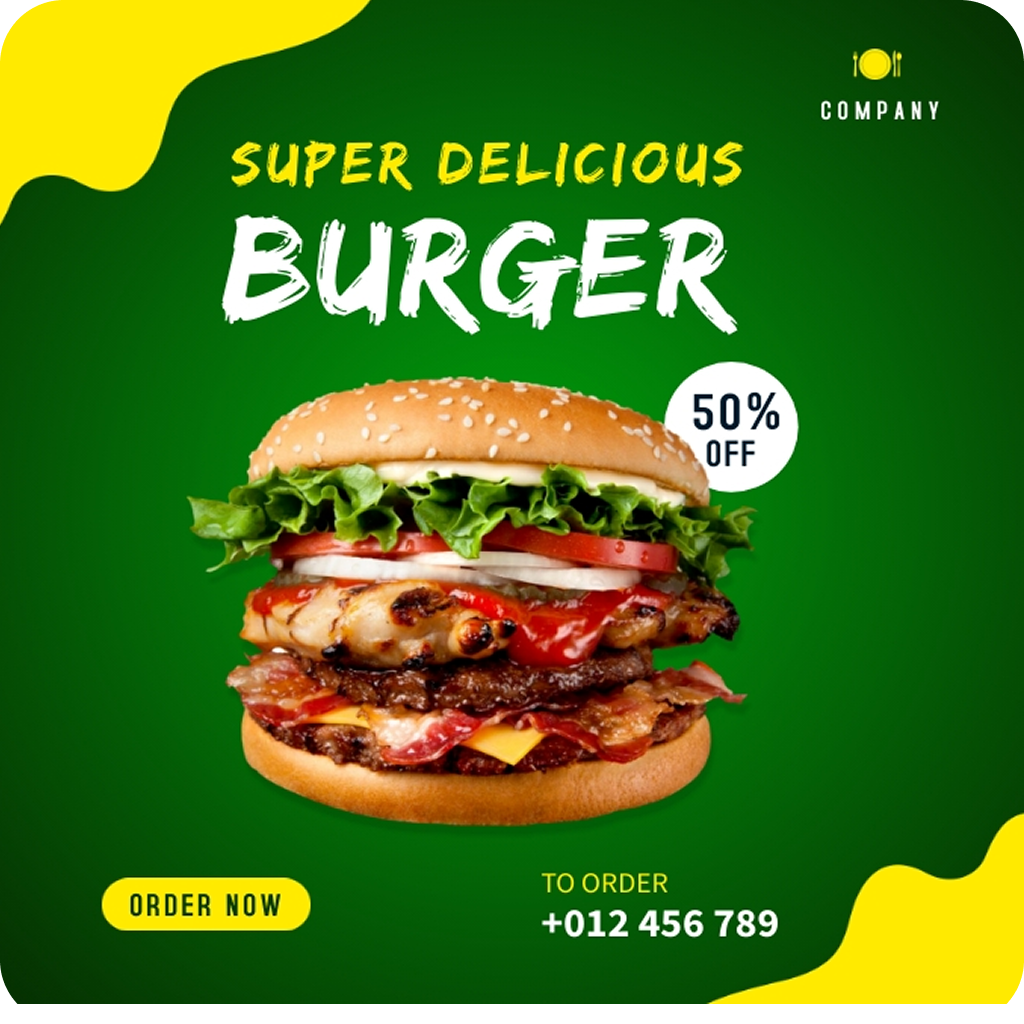 COMPANY
SUPER DELICIOUS
BURGER
50%
OFF
ORDER NOW
TO ORDER
+012 456 789